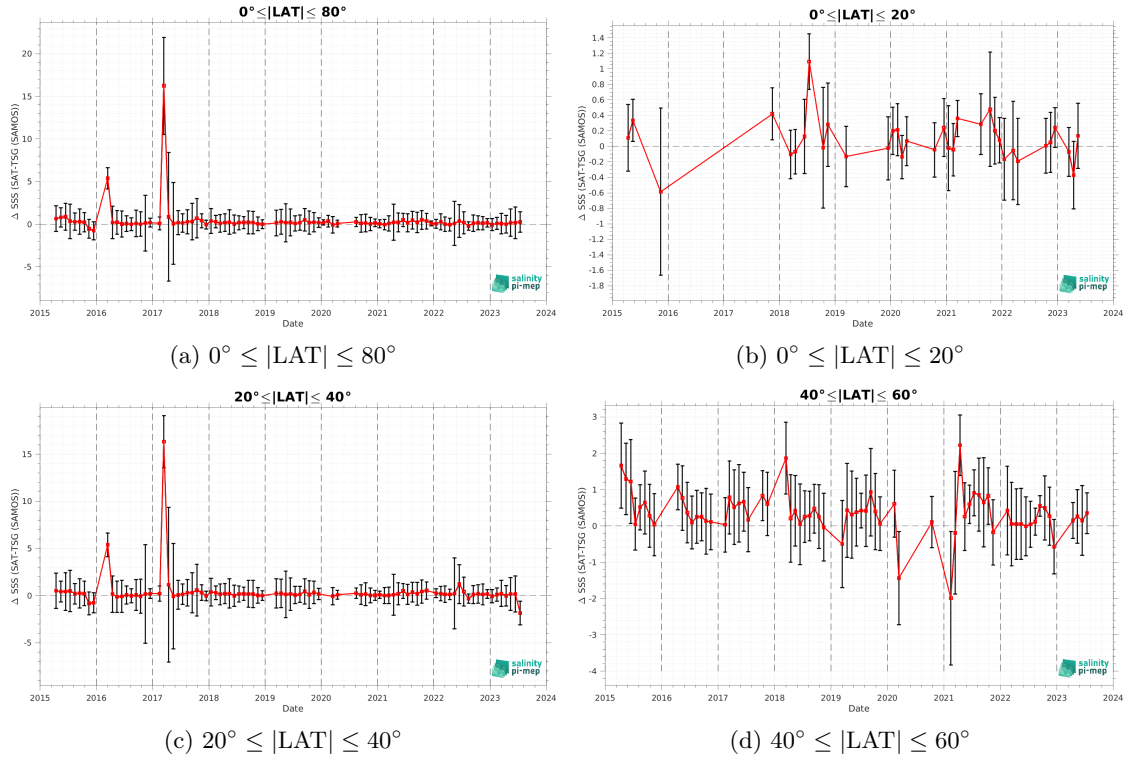 0°≤|LAT|≤ 80°
Δ SSS (SAT-TSG (SAMOS))
20
15
10
5
0
-5
2015 2016 2017 2018 2019 2020 2021 2022 2023 2024
Date
salinity
pi-mep
(a) 0° ≤ |LAT| ≤ 80°
0°≤|LAT|≤ 20°
Δ SSS (SAT-TSG (SAMOS))
1.4
1.2
1
0.8
0.6
0.4
0.2
0
-0.2
-0.4
-0.6
-0.8
-1
-1.2
-1.4
-1.6
-1.8
2015 2016 2017 2018 2019 2020 2021 2022 2023 2024
Date
salinity
pi-mep
(b) 0° ≤ |LAT| ≤ 20°
20°≤|LAT|≤ 40°
Δ SSS (SAT-TSG (SAMOS))
15
10
5
0
-5
2015 2016 2017 2018 2019 2020 2021 2022 2023 2024
Date
salinity
pi-mep
(c) 20° ≤ |LAT| ≤ 40°
40°≤|LAT|≤ 60°
Δ SSS (SAT-TSG (SAMOS))
3
2
1
0
-1
-2
-3
-4
2015 2016 2017 2018 2019 2020 2021 2022 2023 2024
Date
salinity
pi-mep
(d) 40° ≤ |LAT| ≤ 60°